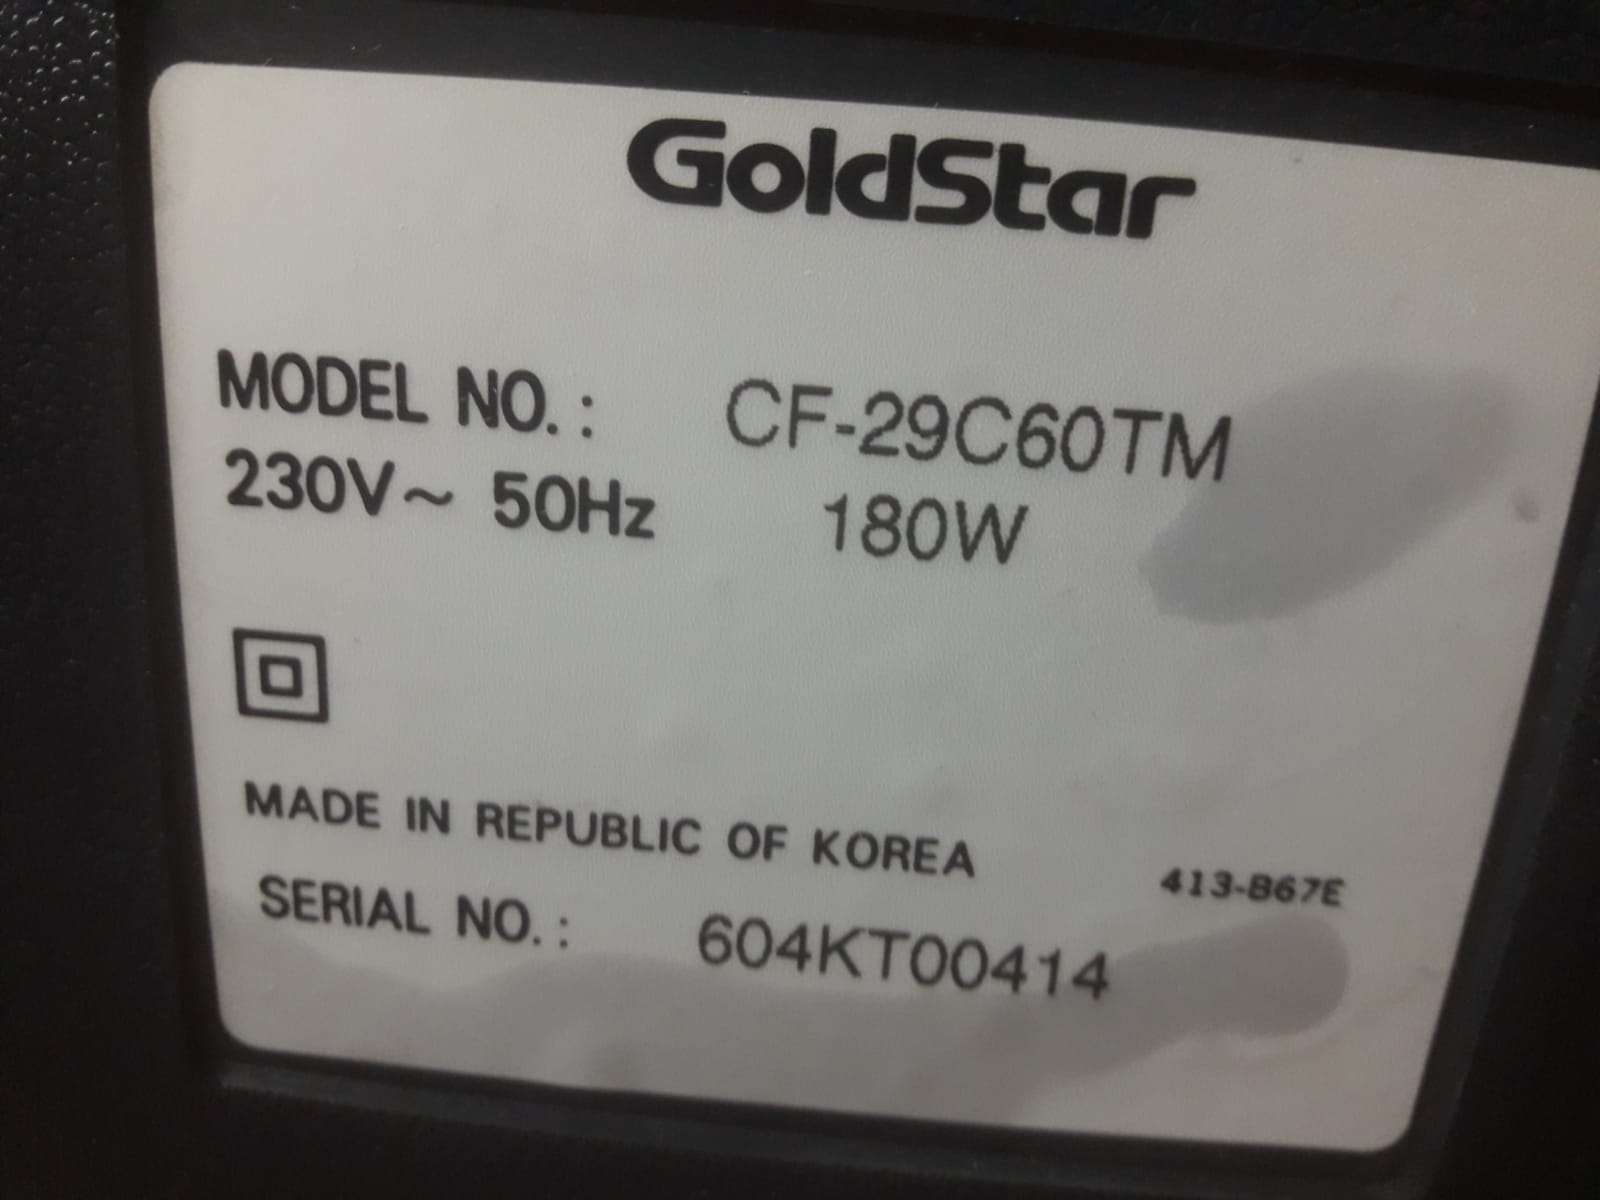 GoldStar
MODEL NO.: CF-29C60TM
230V~ 50Hz 180W
MADE IN REPUBLIC OF KOREA
413-B67E
SERIAL NO.: 604KT00414